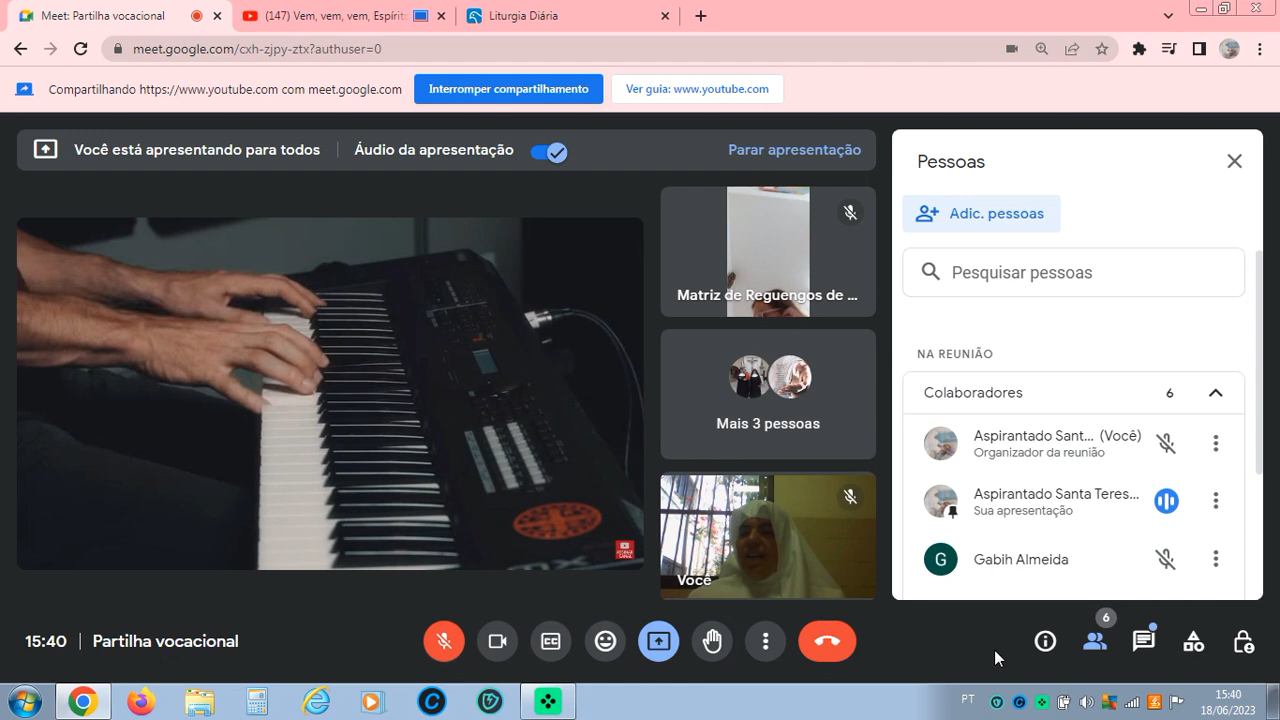 Meet: Partilha vocacional
(147) Vem, vem, vem, Espírit
Liturgia Diária
meet.google.com/cxh-zjpy-ztx?authuser=0
Compartilhando https://www.youtube.com com meet.google.com
Interromper compartilhamento
Ver guia: www.youtube.com
Você está apresentando para todos
Áudio da apresentação
Parar apresentação
Pessoas
Adic. pessoas
Pesquisar pessoas
Matriz de Reguengos de ...
NA REUNIÃO
Colaboradores
6
Mais 3 pessoas
Aspirantado Sant... (Você)
Organizador da reunião
Aspirantado Santa Teres...
Sua apresentação
G
Gabih Almeida
Você
15:40
Partilha vocacional
6
PT
15:40
18/06/2023